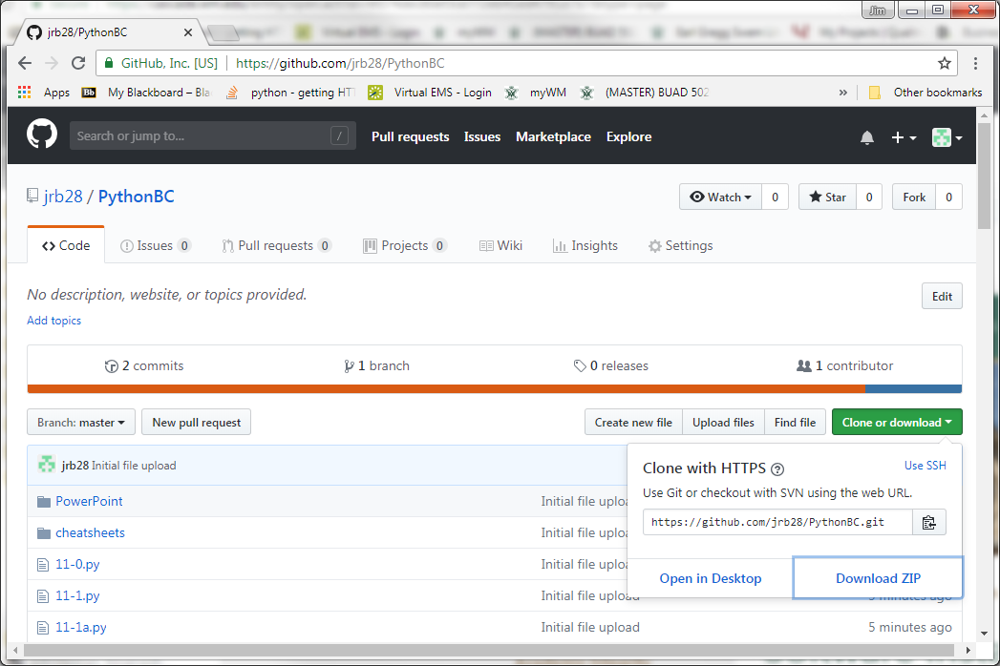 Jim
jrb28/PythonBC
GitHub, Inc. [US] https://github.com/jrb28/PythonBC
Apps Bb My Blackboard – Bla python - getting HTT Virtual EMS - Login myWM (MASTER) BUAD 502 » Other bookmarks
Search or jump to... / Pull requests Issues Marketplace Explore
jrb28 / PythonBC Watch 0 Star 0 Fork 0
Code Issues 0 Pull requests 0 Projects 0 Wiki Insights Settings
No description, website, or topics provided. Edit
Add topics
2 commits 1 branch 0 releases 1 contributor
Branch: master New pull request Create new file Upload files Find file Clone or download
jrb28 Initial file upload
Clone with HTTPS ? Use SSH
Use Git or checkout with SVN using the web URL.
https://github.com/jrb28/PythonBC.git
Open in Desktop Download ZIP
PowerPoint Initial file uploa
cheatsheets Initial file uploa
11-0.py Initial file uploa
11-1.py Initial file upload 5 minutes ago
11-1a.py Initial file upload 5 minutes ago